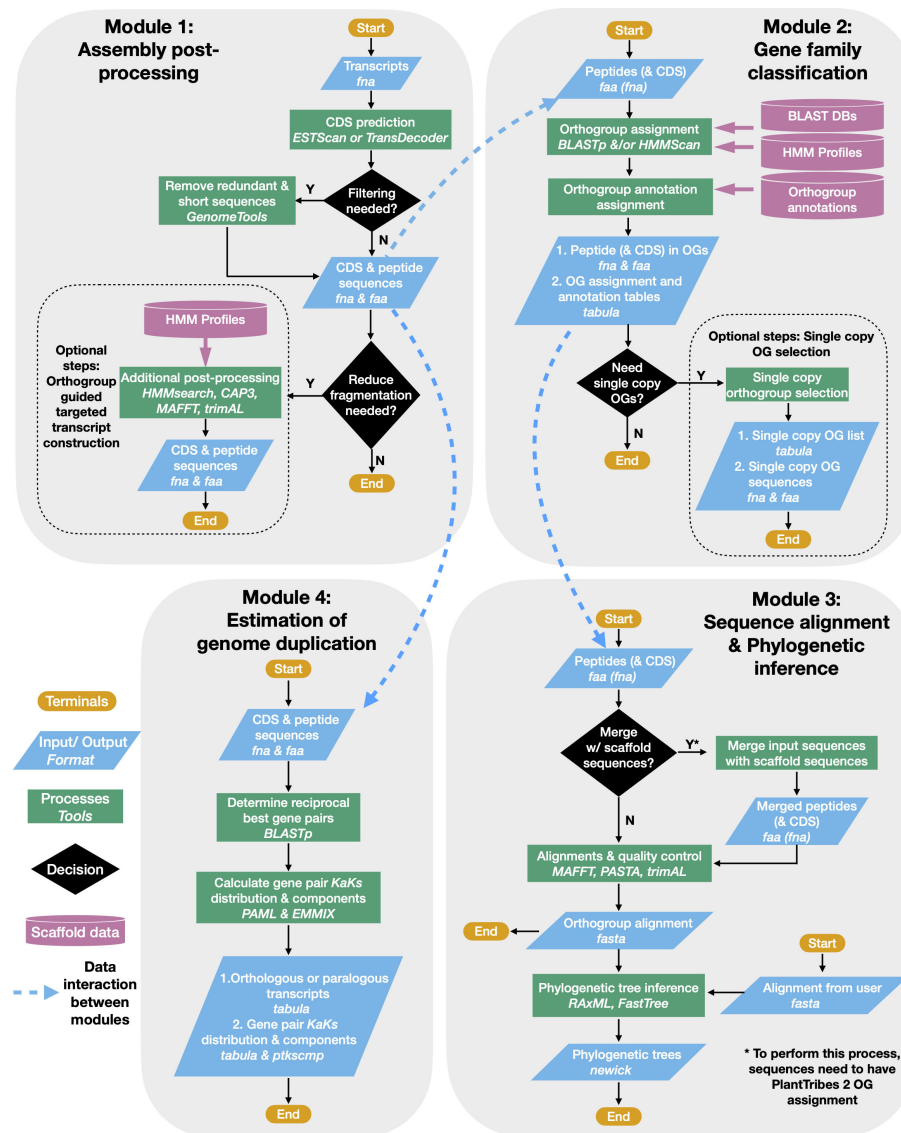 Module 1:
Assembly post-
processing
Start
Transcripts
fna
CDS prediction
ESTScan or TransDecoder
Filtering
needed?
Y
N
Remove redundant &
short sequences
GenomeTools
CDS & peptide
sequences
fna & faa
HMM Profiles
Optional
steps:
Orthogroup
guided
targeted
transcript
construction
Additional post-processing
HMMsearch, CAP3,
MAFFT, trimAL
Y
Reduce
fragmentation
needed?
N
End
CDS & peptide
sequences
fna & faa
End
Module 2:
Gene family
classification
Start
Peptides (& CDS)
faa (fna)
BLAST DBs
Orthogroup assignment
BLASTp &/or HMMScan
HMM Profiles
Orthogroup annotation
assignment
Orthogroup
annotations
1. Peptide (& CDS) in OGs
fna & faa
2. OG assignment and
annotation tables
tabula
Need
single copy
OGs?
Y
N
End
Optional steps: Single copy
OG selection
Single copy
orthogroup selection
1. Single copy OG list
tabula
2. Single copy OG
sequences
fna & faa
End
Module 4:
Estimation of
genome duplication
Start
CDS & peptide
sequences
fna & faa
Determine reciprocal
best gene pairs
BLASTp
Calculate gene pair KaKs
distribution & components
PAML & EMMIX
1.Orthologous or paralogous
transcripts
tabula
2. Gene pair KaKs
distribution & components
tabula & ptkscmp
End
Terminals
Input/ Output
Format
Processes
Tools
Decision
Scaffold data
Data
interaction
between
modules
Module 3:
Sequence alignment
& Phylogenetic
inference
Start
Peptides (& CDS)
faa (fna)
Merge
w/ scaffold
sequences?
Y*
N
Merge input sequences
with scaffold sequences
Merged peptides
(& CDS)
faa (fna)
Alignments & quality control
MAFFT, PASTA, trimAL
Orthogroup alignment
fasta
End
Start
Alignment from user
fasta
Phylogenetic tree inference
RAxML, FastTree
Phylogenetic trees
newick
End
* To perform this process,
sequences need to have
PlantTribes 2 OG
assignment